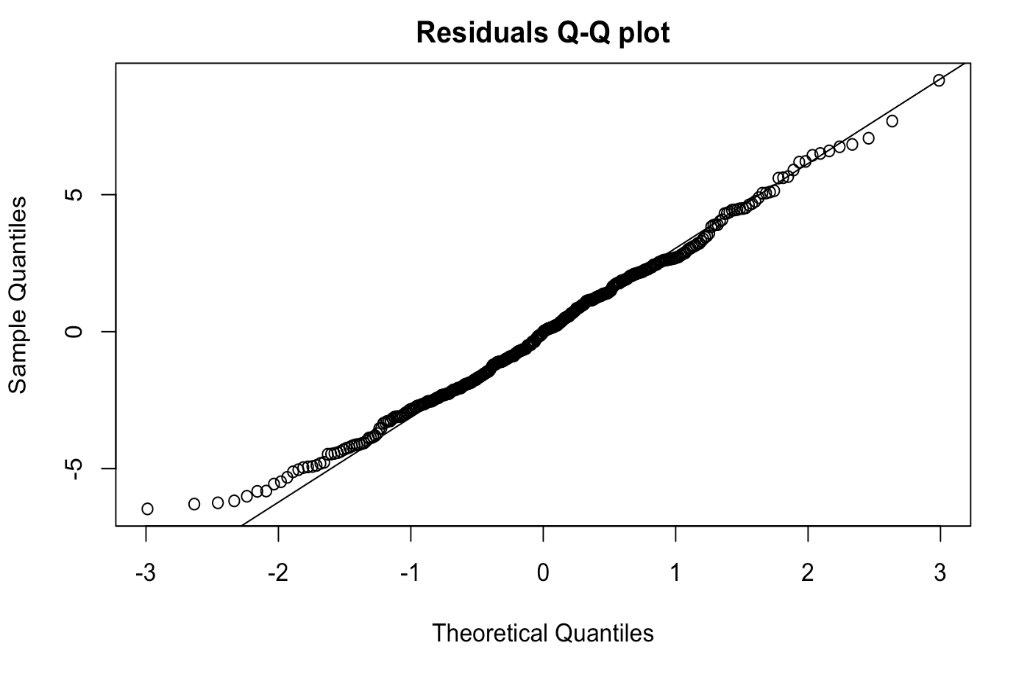 Residuals Q-Q plot
Sample Quantiles
5
0
-5
-3 -2 -1 0 1 2 3
Theoretical Quantiles